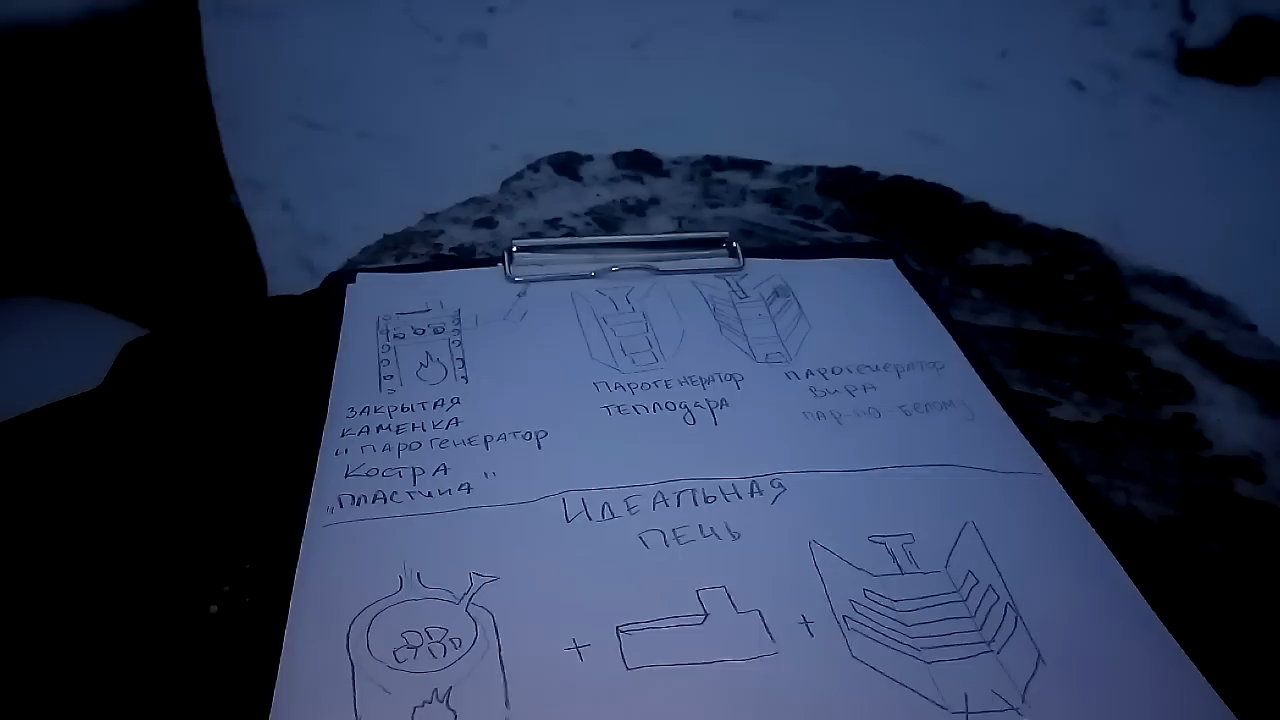 ЗАКРЫТАЯ
КАМЕНКА
"ПАРОГЕНЕРАТОР
КОСТРА"
"ПЛАСТИНА"
ПАРОГЕНЕРАТОР
ТЕПЛОДАРА
ПАРОГЕНЕРАТОР
ВИРА
ПАР-ПО-БЕЛОМУ
ИДЕАЛЬНАЯ
ПЕЧЬ
+
+